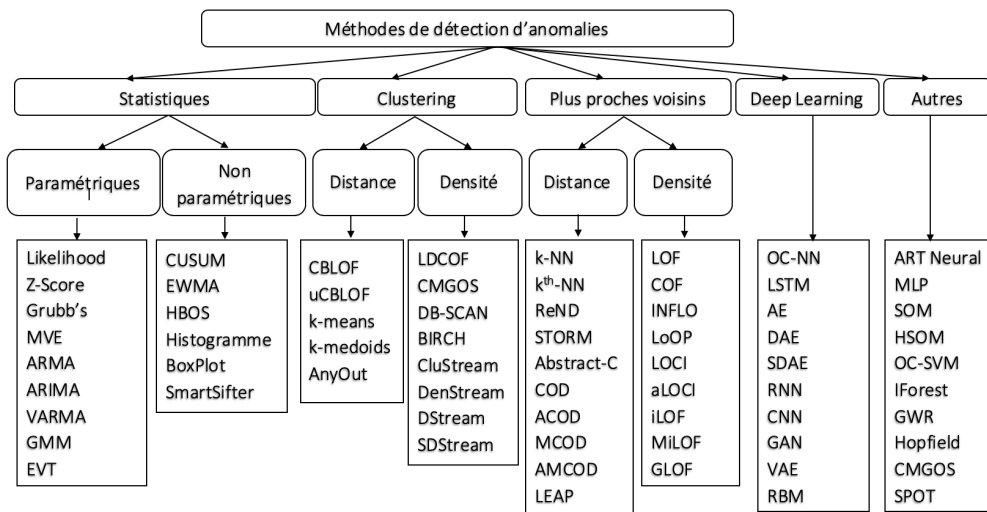 Méthodes de détection d'anomalies
Statistiques
Clustering
Plus proches voisins
Deep Learning
Autres
Paramétriques
Non
paramétriques
Distance
Densité
Distance
Densité
Likelihood
Z-Score
Grubb's
MVE
ARMA
ARIMA
VARMA
GMM
EVT
CUSUM
EWMA
HBOS
Histogramme
BoxPlot
SmartSifter
CBLOF
uCBLOF
k-means
k-medoids
AnyOut
LDCOF
CMGOS
DB-SCAN
BIRCH
CluStream
DenStream
DStream
SDStream
k-NN
kth-NN
ReND
STORM
Abstract-C
COD
ACOD
MCOD
AMCOD
LEAP
LOF
COF
INFLO
LoOP
LOCI
aLOCI
iLOF
MiLOF
GLOF
OC-NN
LSTM
AE
DAE
SDAE
RNN
CNN
GAN
VAE
RBM
ART Neural
MLP
SOM
HSOM
OC-SVM
IForest
GWR
Hopfield
CMGOS
SPOT